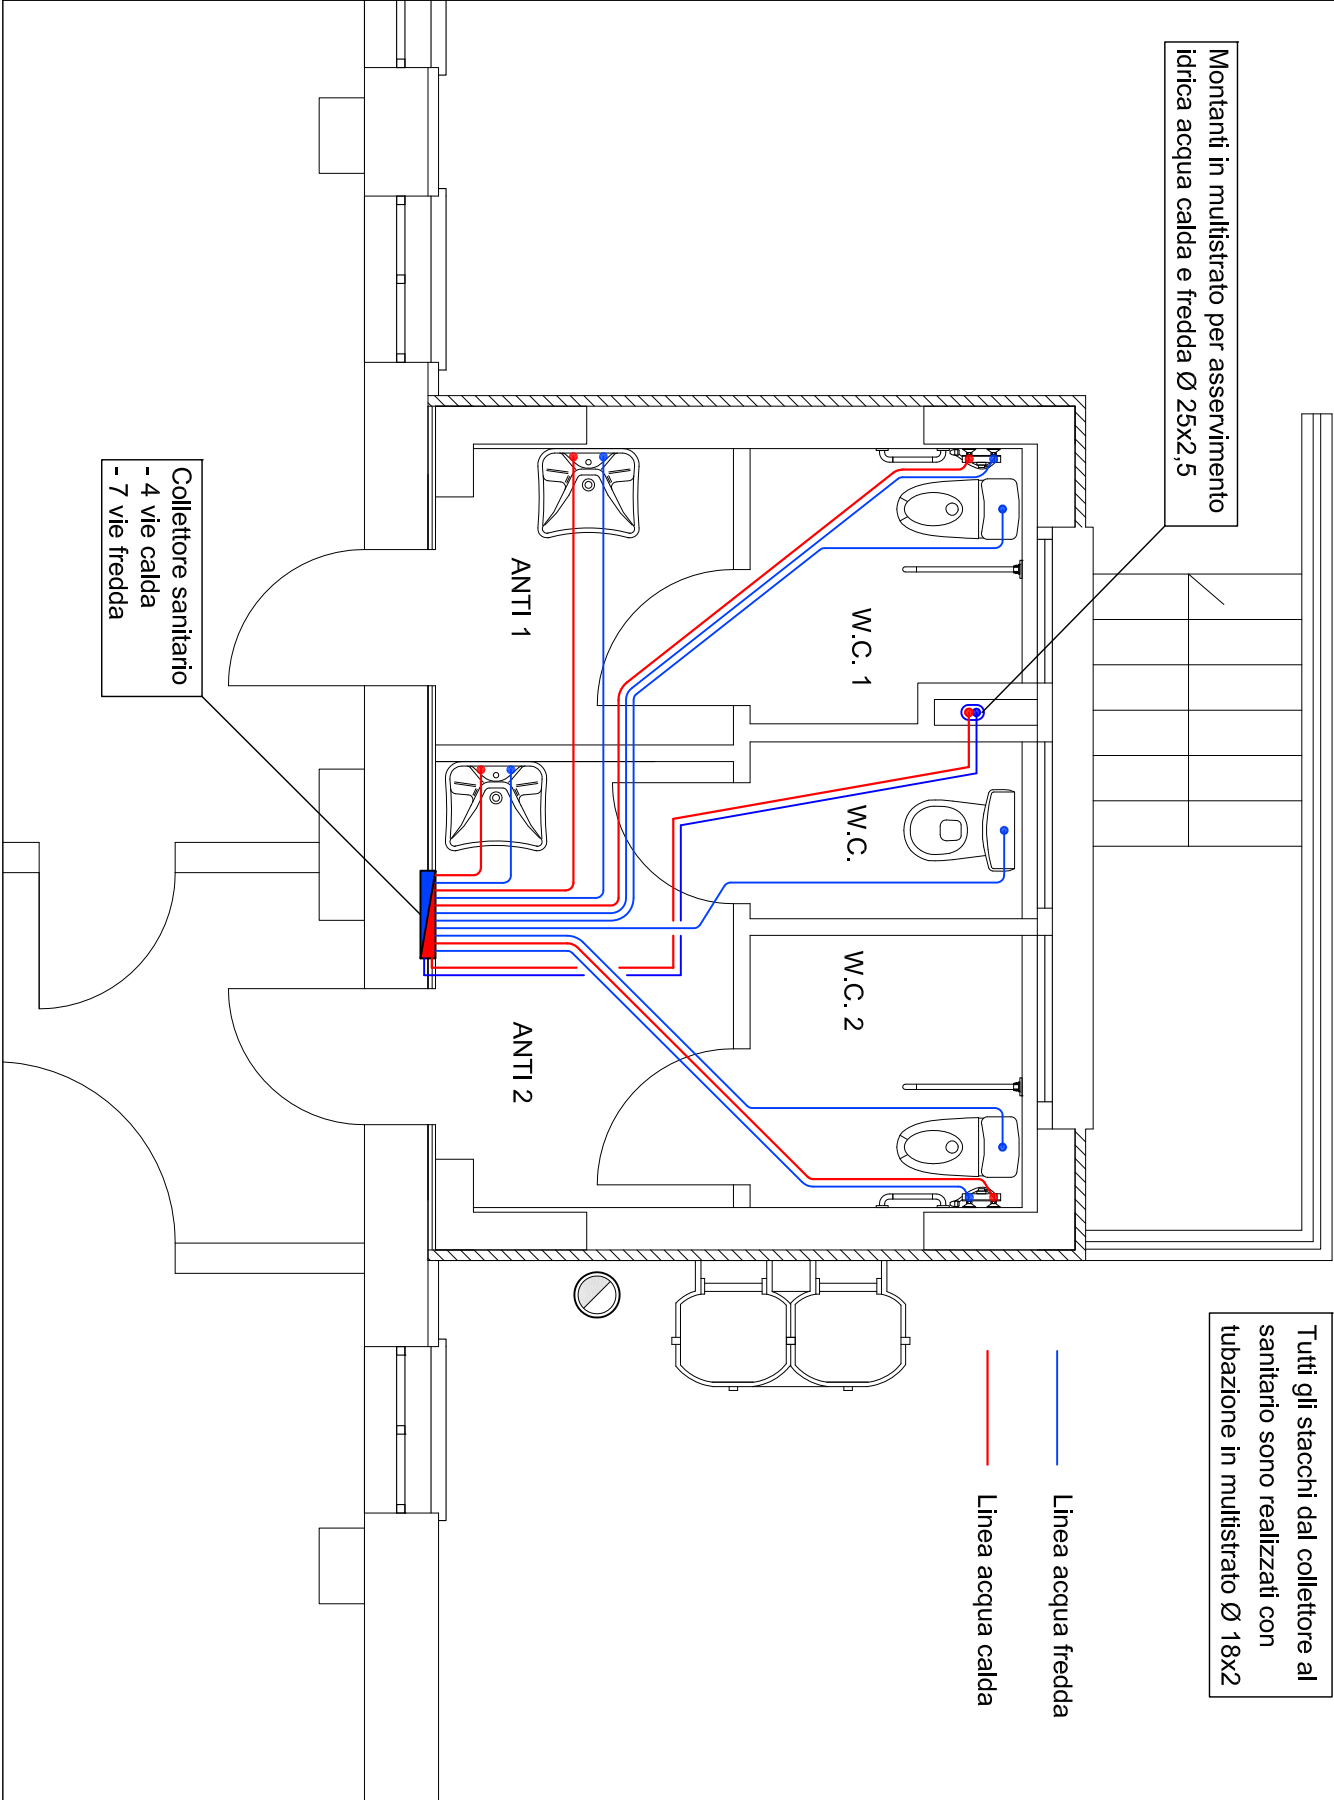 Montanti in multistrato per asservimento
idrica acqua calda e fredda Ø 25x2,5
Tutti gli stacchi dal collettore al
sanitario sono realizzati con
tubazione in multistrato Ø 18x2
Linea acqua fredda
Linea acqua calda
W.C. 1
W.C.
W.C. 2
ANTI 1
ANTI 2
Collettore sanitario
- 4 vie calda
- 7 vie fredda